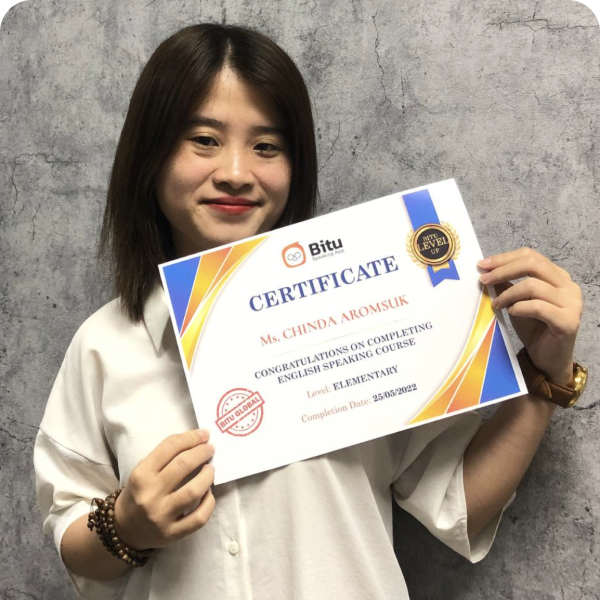 Bitu
Speaking App
BITU
LEVEL
UP
CERTIFICATE
Ms. CHINDA AROMSUK
CONGRATULATIONS ON COMPLETING
ENGLISH SPEAKING COURSE
Level: ELEMENTARY
Completion Date: 25/05/2022
BITU GLOBAL